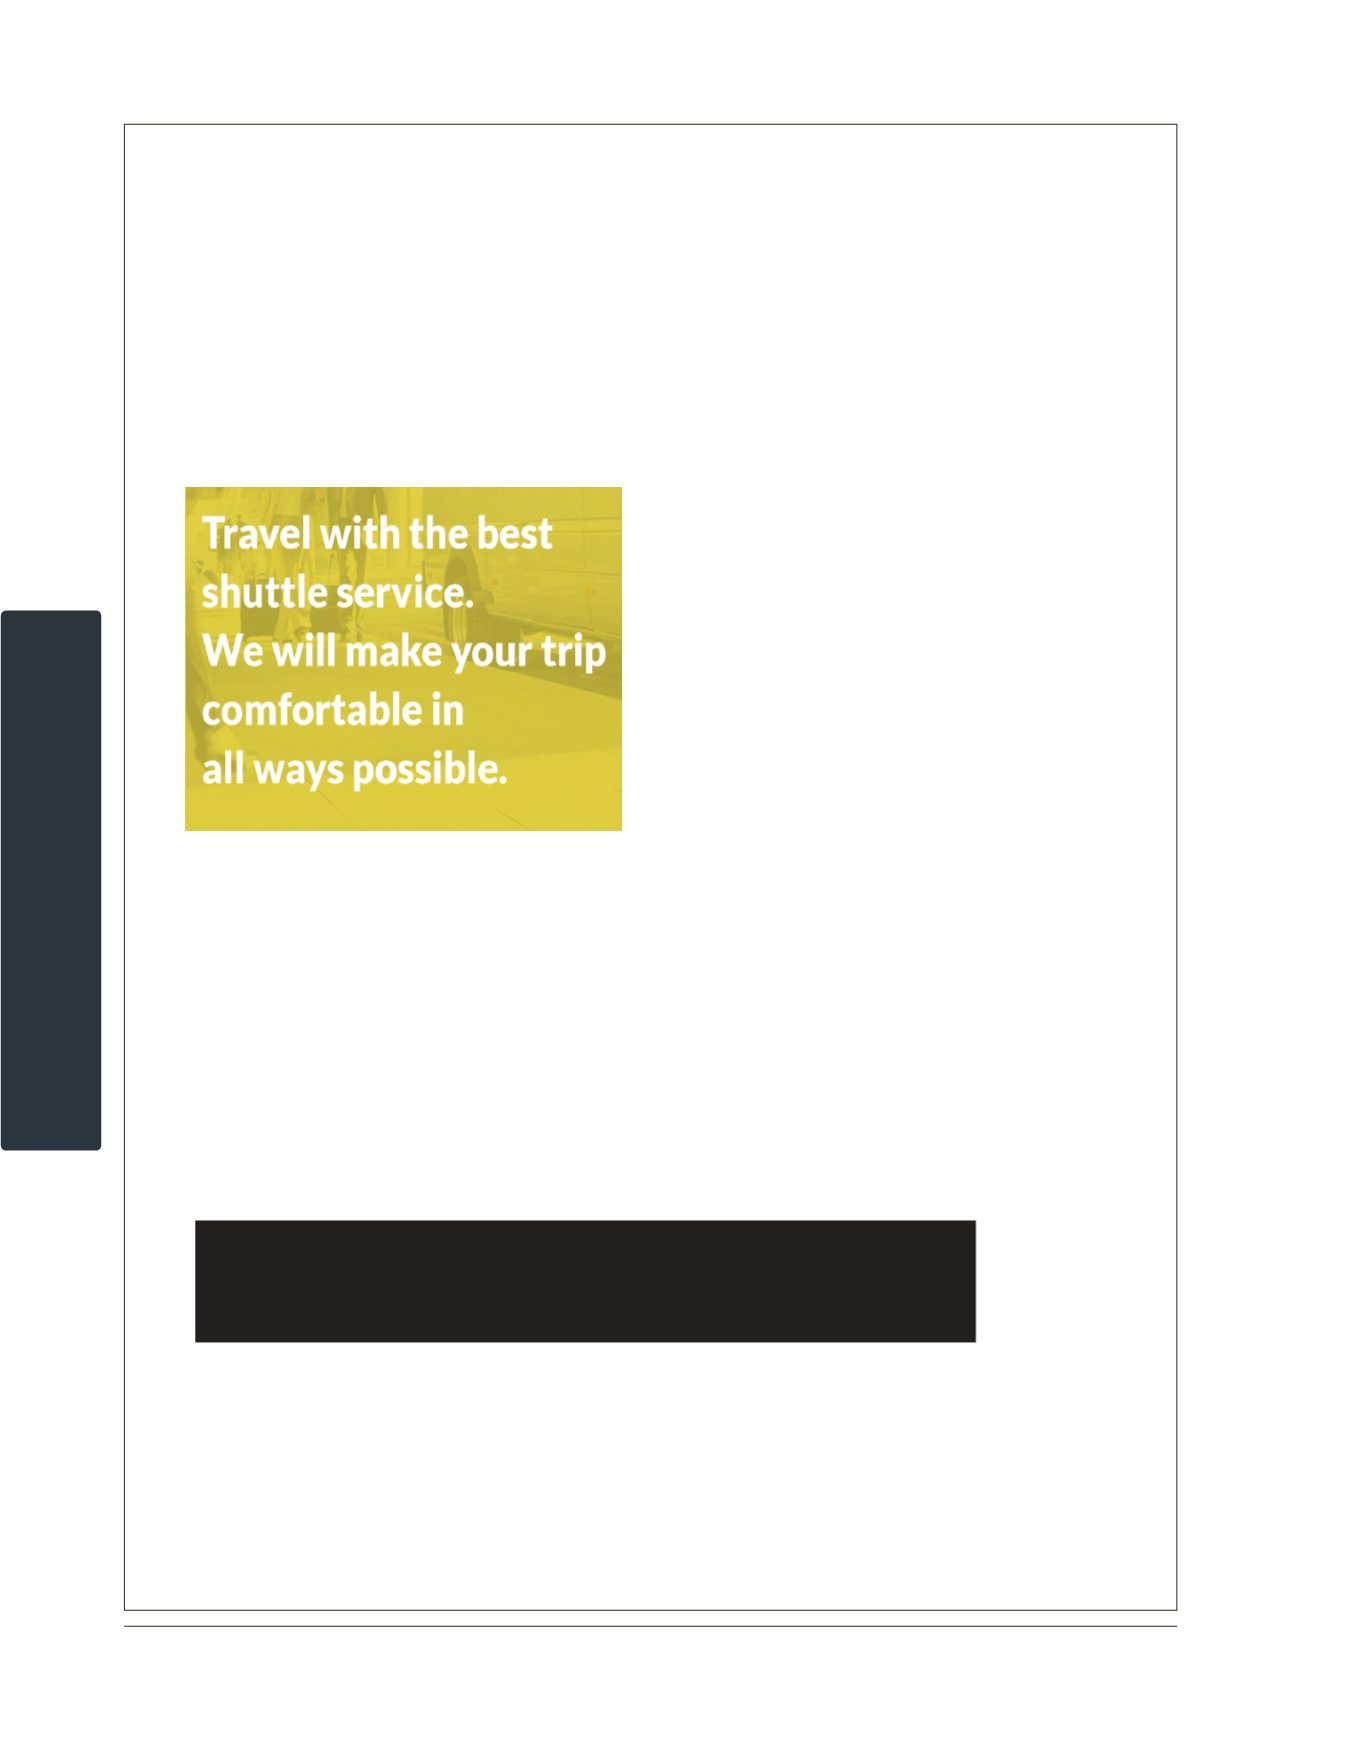 Travel with the best
shuttle service.
We will make your trip
comfortable in
all ways possible.